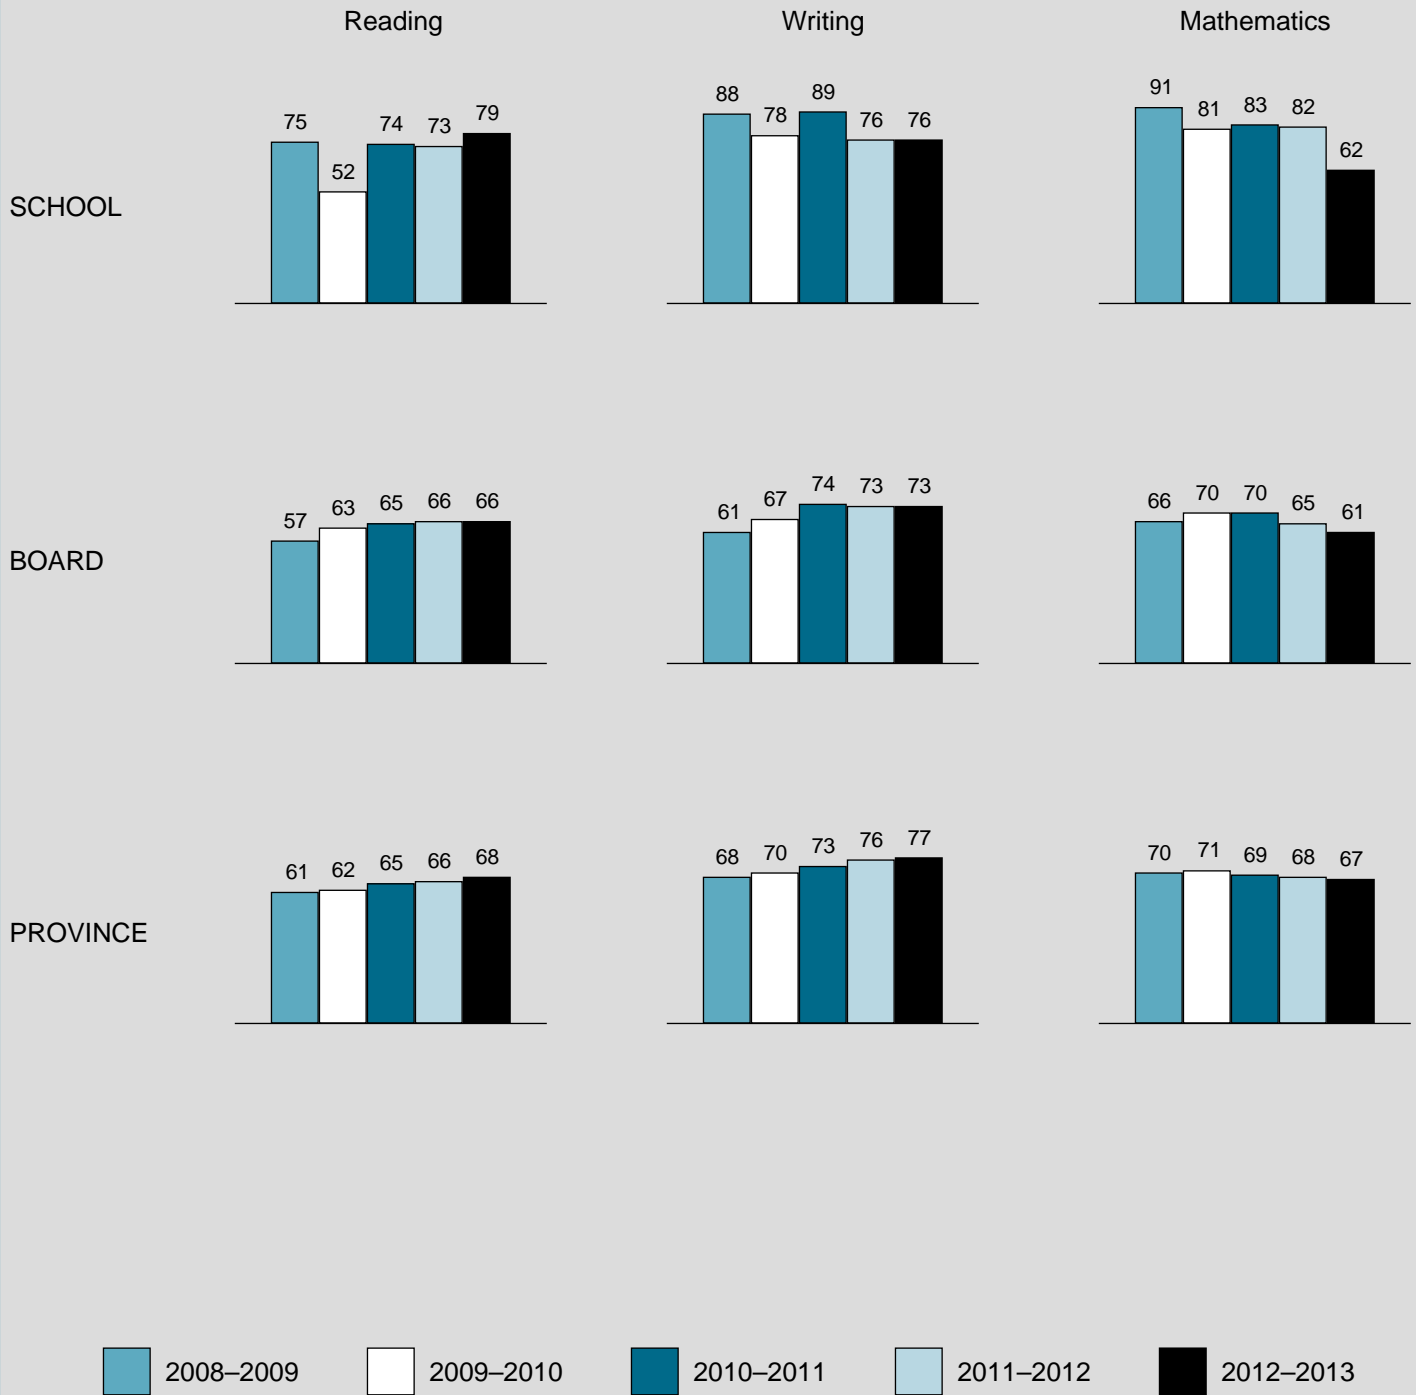 Reading Writing Mathematics
SCHOOL
75 52 74 73 79
88 78 89 76 76
91 81 83 82 62
BOARD
57 63 65 66 66
61 67 74 73 73
66 70 70 65 61
PROVINCE
61 62 65 66 68
68 70 73 76 77
70 71 69 68 67
2008–2009 2009–2010 2010–2011 2011–2012 2012–2013